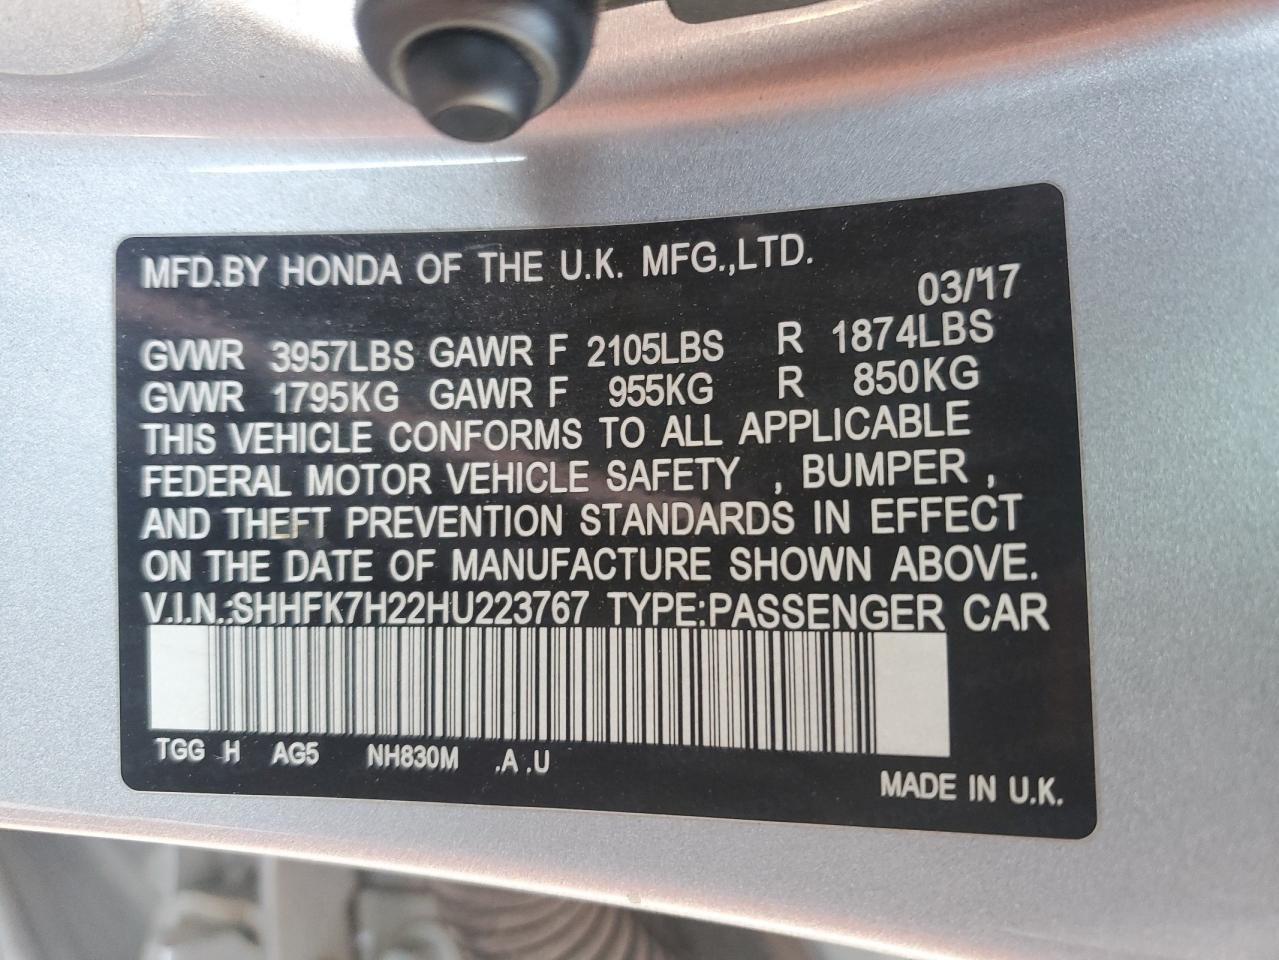 MFD.BY HONDA OF THE U.K. MFG.,LTD.
03/'17
GVWR 3957LBS GAWR F 2105LBS R 1874LBS
GVWR 1795KG GAWR F 955KG R 850KG
THIS VEHICLE CONFORMS TO ALL APPLICABLE
FEDERAL MOTOR VEHICLE SAFETY , BUMPER ,
AND THEFT PREVENTION STANDARDS IN EFFECT
ON THE DATE OF MANUFACTURE SHOWN ABOVE.
V.I.N.:SHHFK7H22HU223767 TYPE:PASSENGER CAR
TGG H AG5 NH830M .A .U
MADE IN U.K.